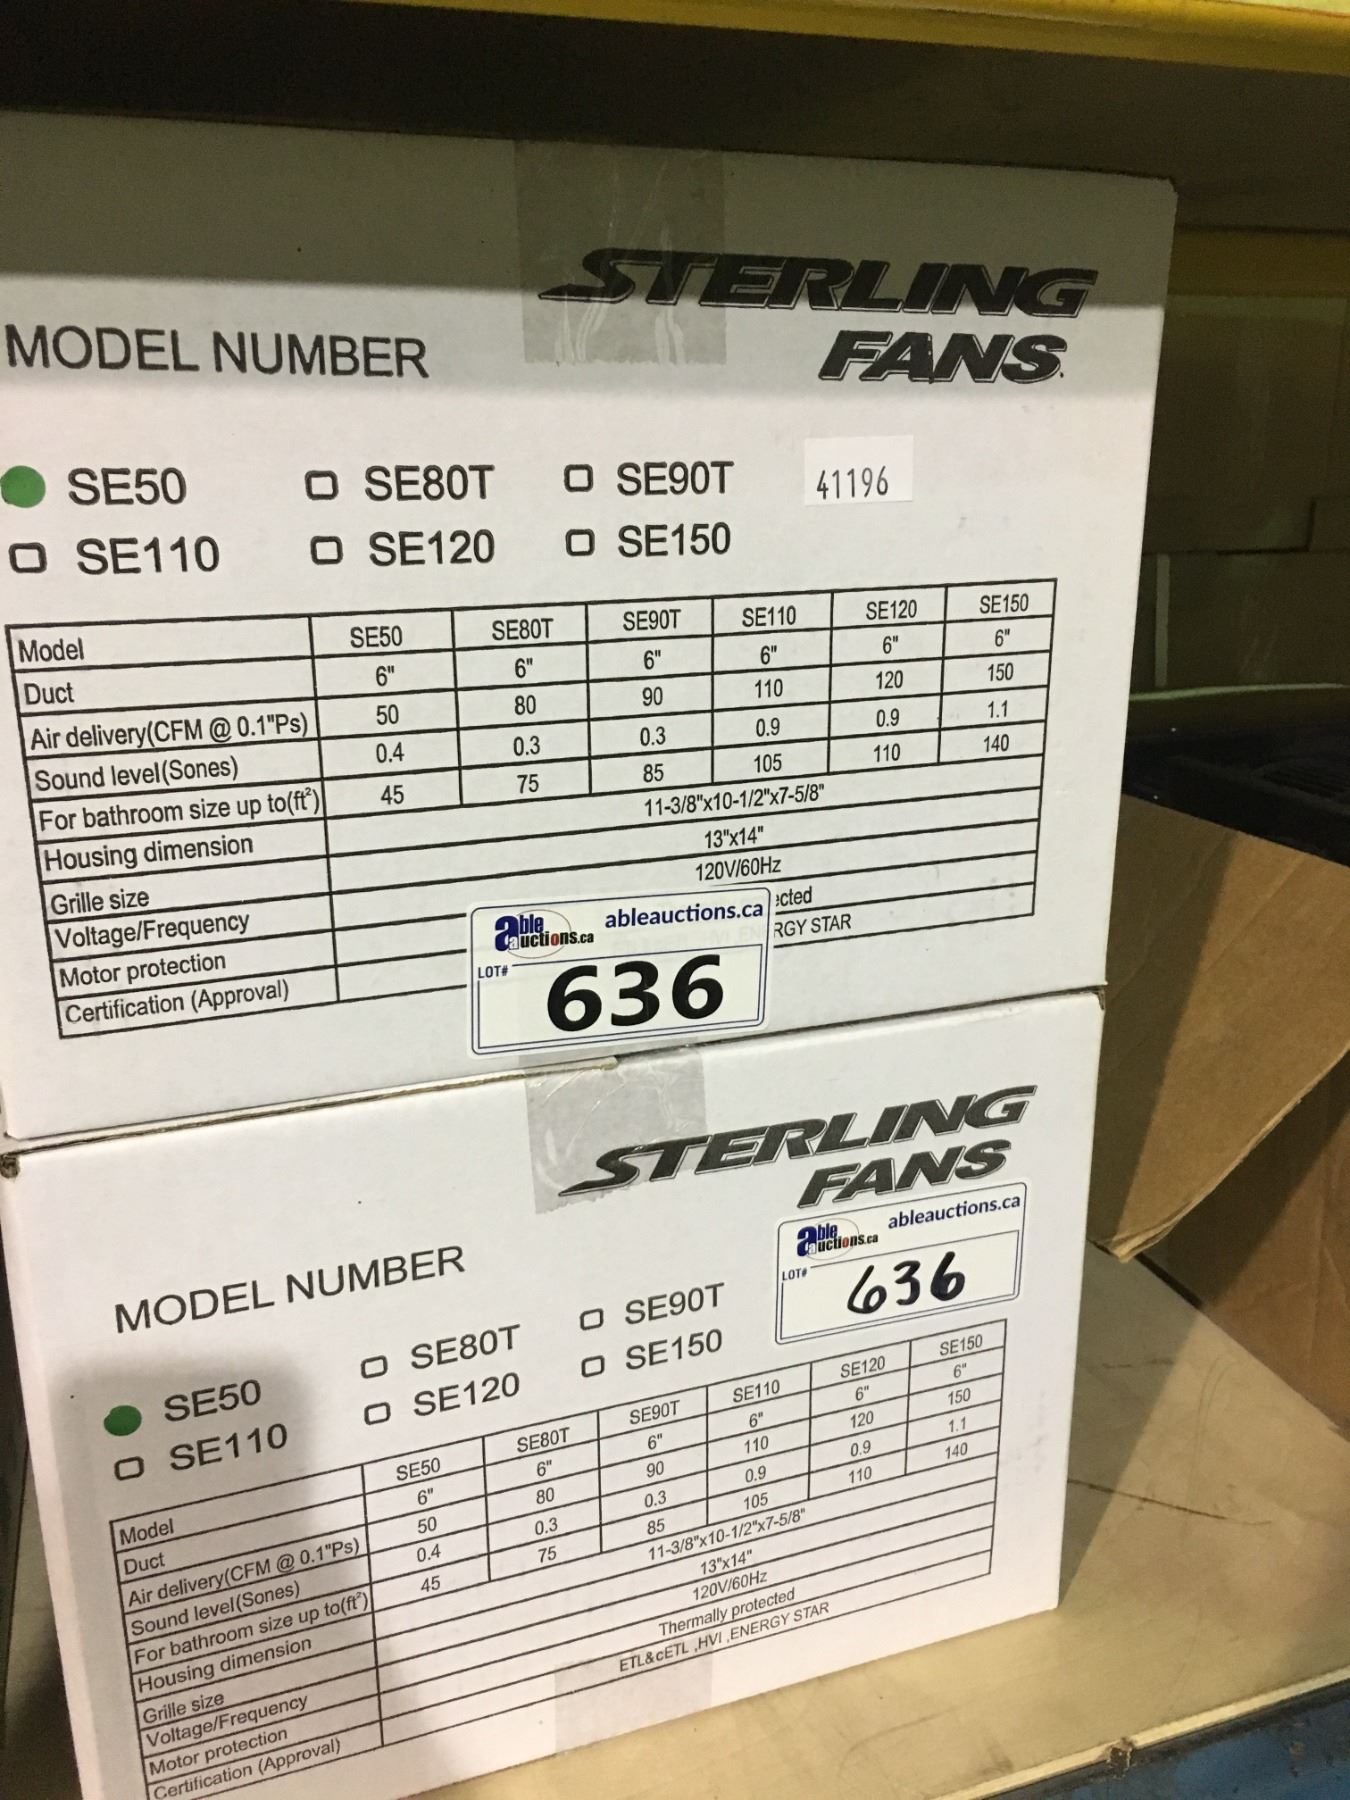 STERLING
FANS.
MODEL NUMBER
SE50 SE80T SE90T 41196
SE110 SE120 SE150
Model SE50 SE80T SE90T SE110 SE120 SE150
Duct 6" 6" 6" 6" 6" 6"
Air delivery(CFM @ 0.1"Ps) 50 80 90 110 120 150
Sound level(Sones) 0.4 0.3 0.3 0.9 0.9 1.1
For bathroom size up to(ft²) 45 75 85 105 110 140
Housing dimension 11-3/8"x10-1/2"x7-5/8"
Grille size 13"x14"
Voltage/Frequency 120V/60Hz
Motor protection ected
Certification (Approval) RGY STAR
able auctions.ca ableauctions.ca
LOT#
636
STERLING
FANS
able auctions.ca ableauctions.ca
LOT#
636
MODEL NUMBER
SE50 SE80T SE90T
SE110 SE120 SE150
Model SE50 SE80T SE90T SE110 SE120 SE150
Duct 6" 6" 6" 6" 6" 6"
Air delivery(CFM @ 0.1"Ps) 50 80 90 110 120 150
Sound level(Sones) 0.4 0.3 0.3 0.9 0.9 1.1
For bathroom size up to(ft²) 45 75 85 105 110 140
Housing dimension 11-3/8"x10-1/2"x7-5/8"
Grille size 13"x14"
Voltage/Frequency 120V/60Hz
Motor protection Thermally protected
Certification (Approval) ETL&cETL ,HVI ,ENERGY STAR